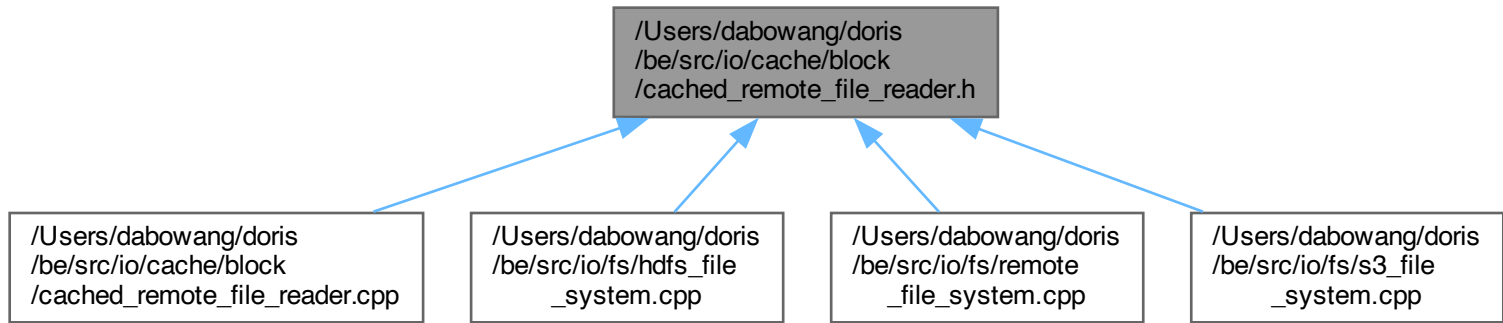 /Users/dabowang/doris
/be/src/io/cache/block
/cached_remote_file_reader.h
/Users/dabowang/doris
/be/src/io/cache/block
/cached_remote_file_reader.cpp
/Users/dabowang/doris
/be/src/io/fs/hdfs_file
_system.cpp
/Users/dabowang/doris
/be/src/io/fs/remote
_file_system.cpp
/Users/dabowang/doris
/be/src/io/fs/s3_file
_system.cpp